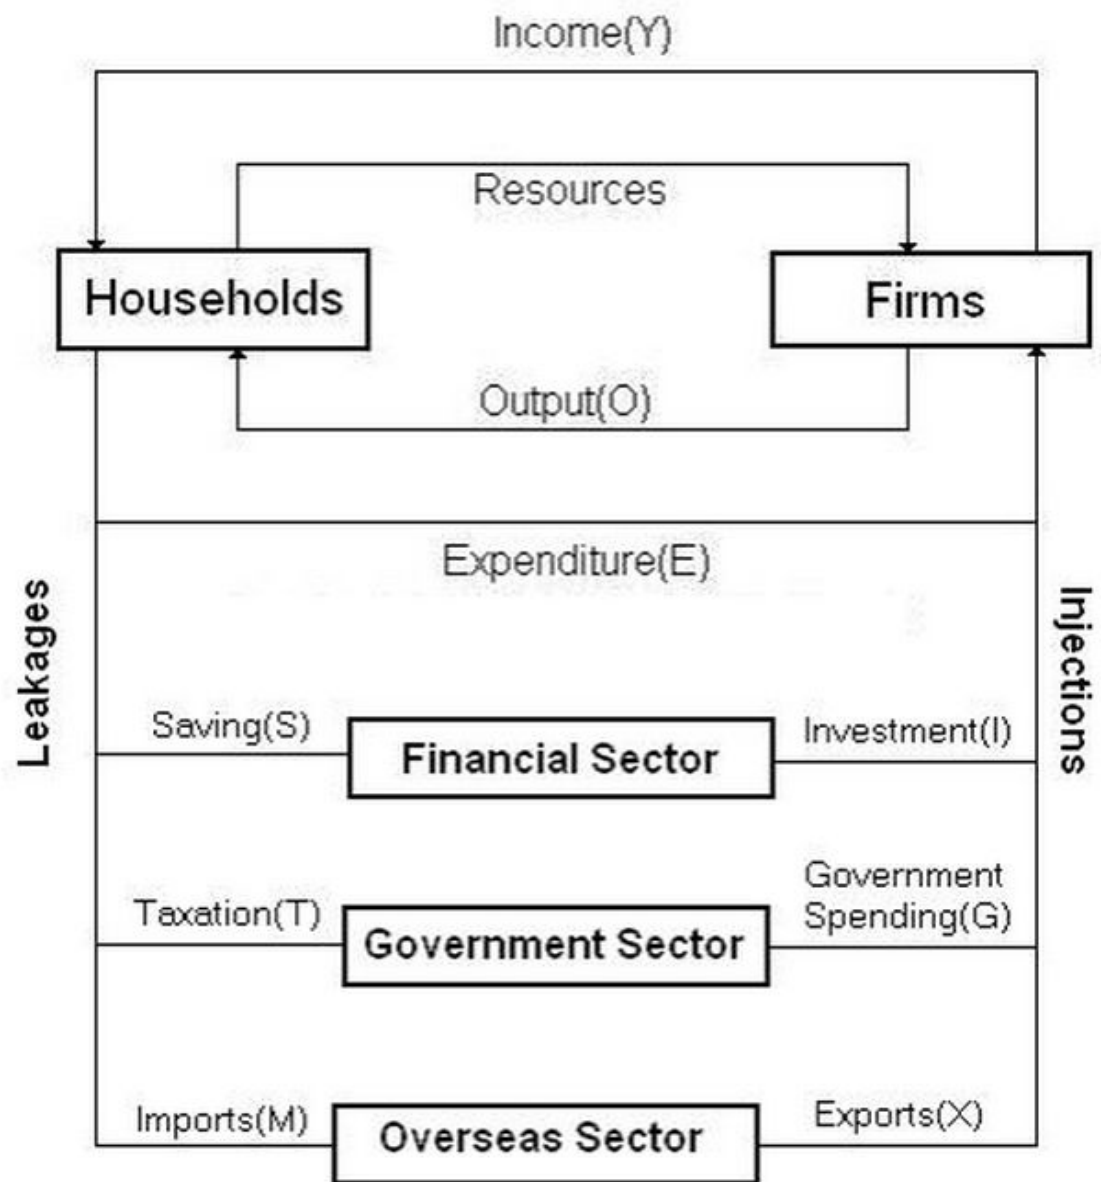 Income(Y)
Resources
Households
Firms
Output(O)
Expenditure(E)
Leakages
Injections
Saving(S)
Financial Sector
Investment(I)
Taxation(T)
Government Sector
Government
Spending(G)
Imports(M)
Overseas Sector
Exports(X)